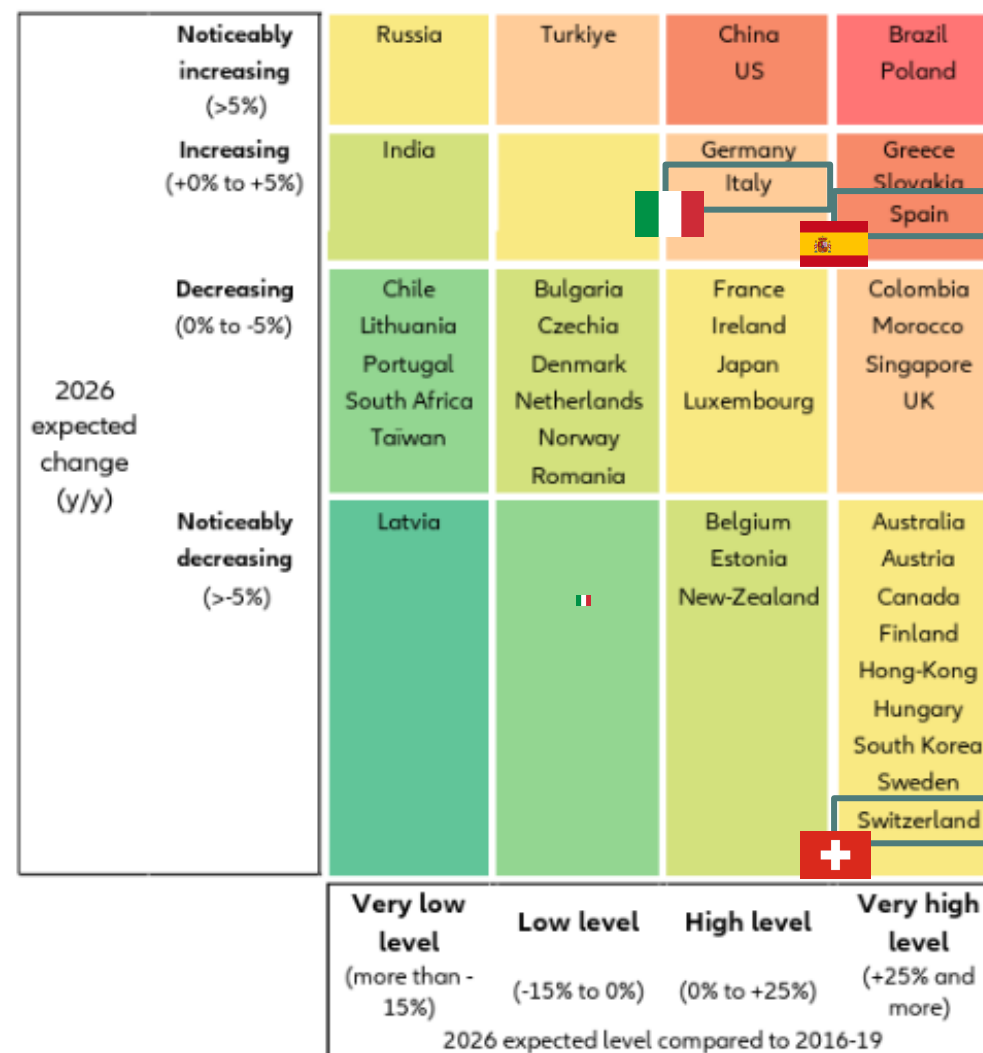 2026
expected
change
(y/y)
Noticeably
increasing
(>5%)
Russia
Turkiye
China
US
Brazil
Poland
Increasing
(+0% to +5%)
India
Germany
Italy
Greece
Slovakia
Spain
Decreasing
(0% to -5%)
Chile
Lithuania
Portugal
South Africa
Taïwan
Bulgaria
Czechia
Denmark
Netherlands
Norway
Romania
France
Ireland
Japan
Luxembourg
Colombia
Morocco
Singapore
UK
Noticeably
decreasing
(>-5%)
Latvia
Belgium
Estonia
New-Zealand
Australia
Austria
Canada
Finland
Hong-Kong
Hungary
South Korea
Sweden
Switzerland
Very low
level
(more than -
15%)
Low level
(-15% to 0%)
High level
(0% to +25%)
Very high
level
(+25% and
more)
2026 expected level compared to 2016-19